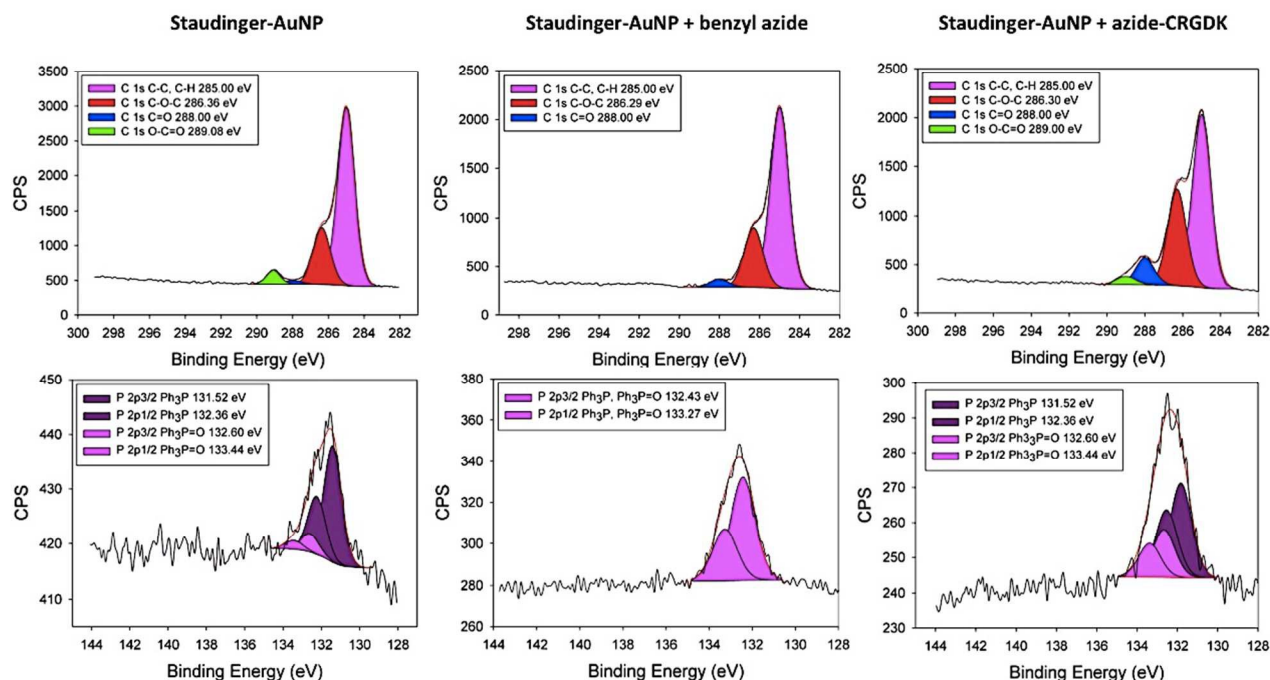 Staudinger-AuNP
Staudinger-AuNP + benzyl azide
Staudinger-AuNP + azide-CRGDK
3500
3000
2500
2000
1500
1000
500
0
CPS
C 1s C-C, C-H 285.00 eV
C 1s C-O-C 286.36 eV
C 1s C=O 288.00 eV
C 1s O-C=O 289.08 eV
300 298 296 294 292 290 288 286 284 282
Binding Energy (eV)
2500
2000
1500
1000
500
0
CPS
C 1s C-C, C-H 285.00 eV
C 1s C-O-C 286.29 eV
C 1s C=O 288.00 eV
298 296 294 292 290 288 286 284 282
Binding Energy (eV)
2500
2000
1500
1000
500
0
CPS
C 1s C-C, C-H 285.00 eV
C 1s C-O-C 286.30 eV
C 1s C=O 288.00 eV
C 1s O-C=O 289.00 eV
300 298 296 294 292 290 288 286 284 282
Binding Energy (eV)
450
440
430
420
410
CPS
P 2p3/2 Ph3P 131.52 eV
P 2p1/2 Ph3P 132.36 eV
P 2p3/2 Ph3P=O 132.60 eV
P 2p1/2 Ph3P=O 133.44 eV
144 142 140 138 136 134 132 130 128
Binding Energy (eV)
380
360
340
320
300
280
260
CPS
P 2p3/2 Ph3P, Ph3P=O 132.43 eV
P 2p1/2 Ph3P, Ph3P=O 133.27 eV
144 142 140 138 136 134 132 130 128
Binding Energy (eV)
300
290
280
270
260
250
240
230
CPS
P 2p3/2 Ph3P 131.52 eV
P 2p1/2 Ph3P 132.36 eV
P 2p3/2 Ph33P=O 132.60 eV
P 2p1/2 Ph33P=O 133.44 eV
144 142 140 138 136 134 132 130 128
Binding Energy (eV)